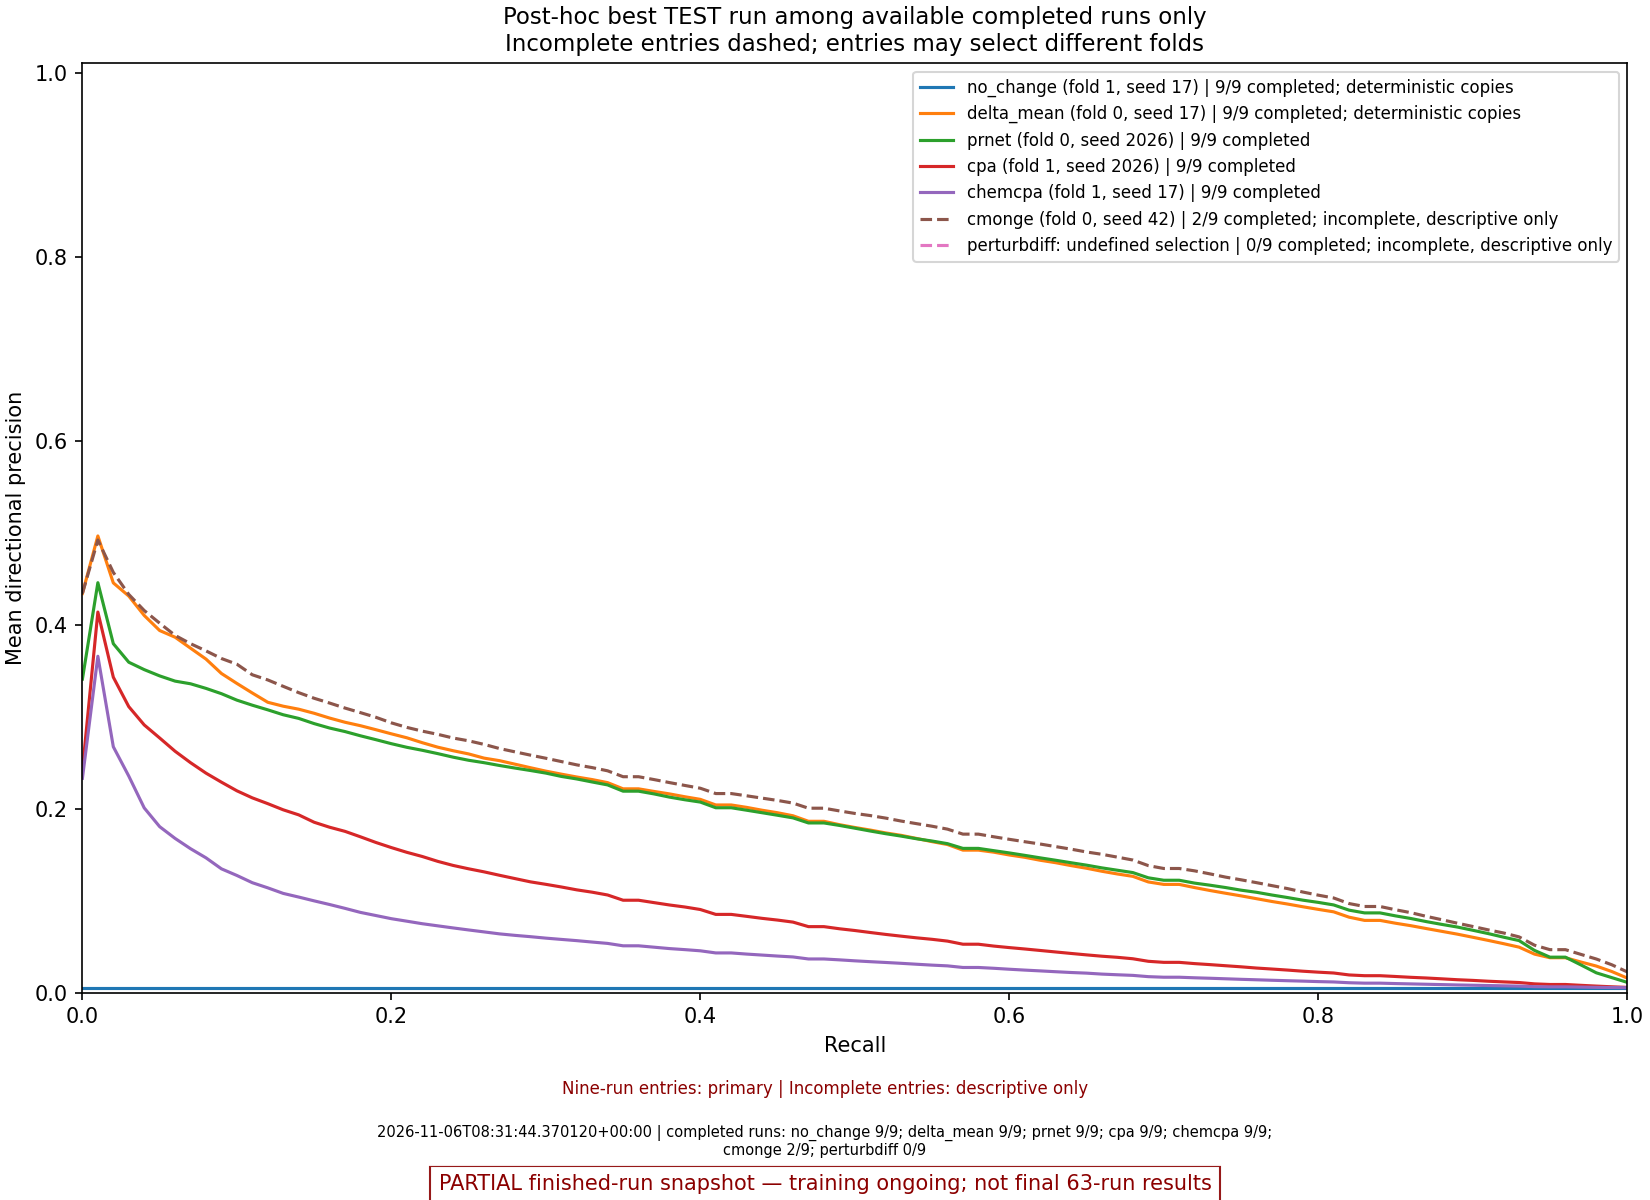 Post-hoc best TEST run among available completed runs only
Incomplete entries dashed; entries may select different folds
no_change (fold 1, seed 17) | 9/9 completed; deterministic copies
delta_mean (fold 0, seed 17) | 9/9 completed; deterministic copies
prnet (fold 0, seed 2026) | 9/9 completed
cpa (fold 1, seed 2026) | 9/9 completed
chemcpa (fold 1, seed 17) | 9/9 completed
cmonge (fold 0, seed 42) | 2/9 completed; incomplete, descriptive only
perturbdiff: undefined selection | 0/9 completed; incomplete, descriptive only
Mean directional precision
1.0
0.8
0.6
0.4
0.2
0.0
0.0 0.2 0.4 0.6 0.8 1.0
Recall
Nine-run entries: primary | Incomplete entries: descriptive only
2026-11-06T08:31:44.370120+00:00 | completed runs: no_change 9/9; delta_mean 9/9; prnet 9/9; cpa 9/9; chemcpa 9/9;
cmonge 2/9; perturbdiff 0/9
PARTIAL finished-run snapshot — training ongoing; not final 63-run results